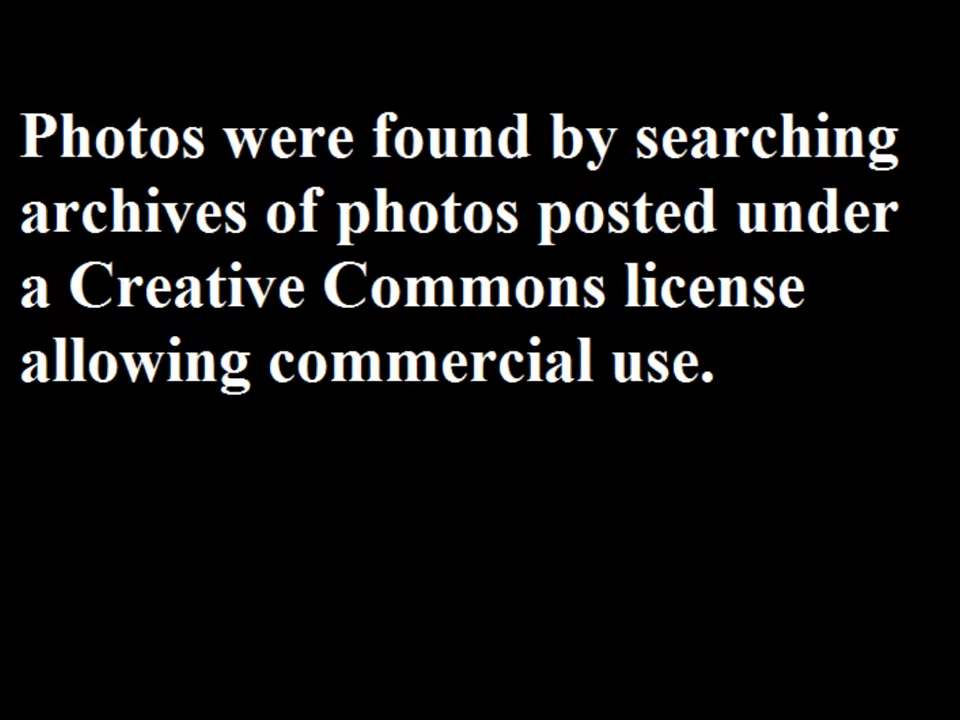 Photos were found by searching
archives of photos posted under
a Creative Commons license
allowing commercial use.